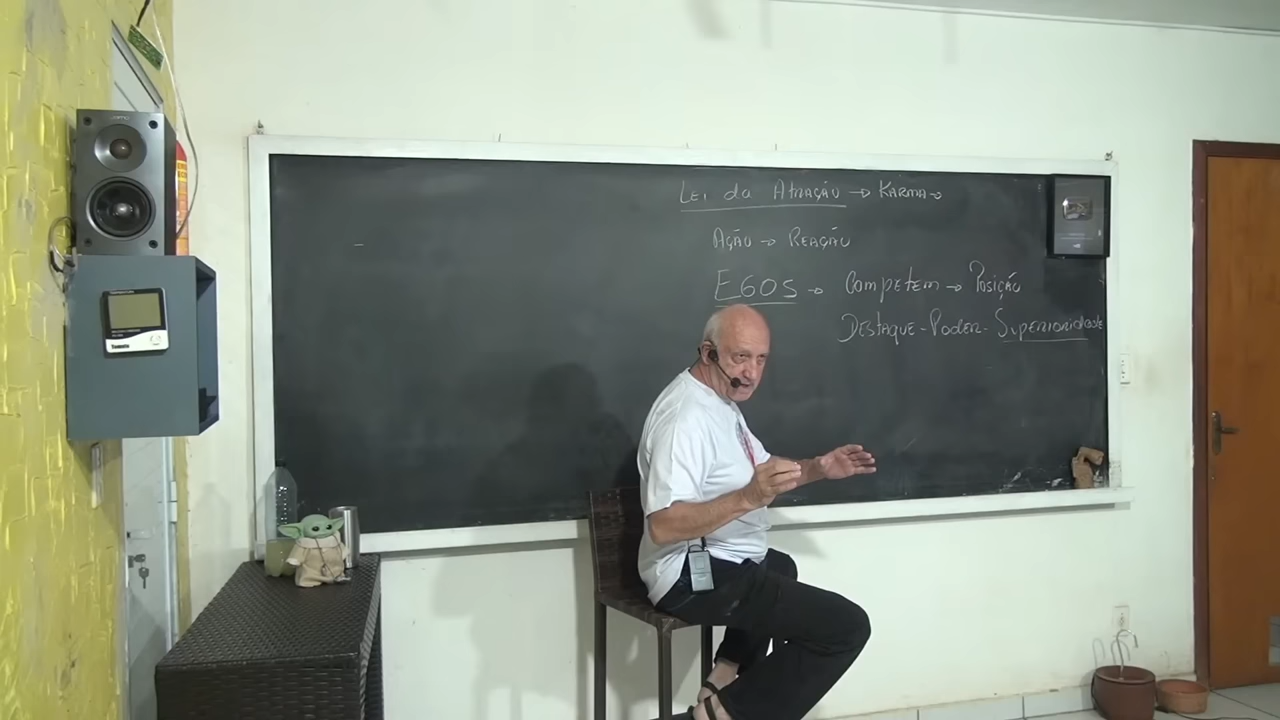 Lei da Atração → Karma →
Ação → Reação
EGOS → Competem → Posição
Destaque - Poder - Superioridade